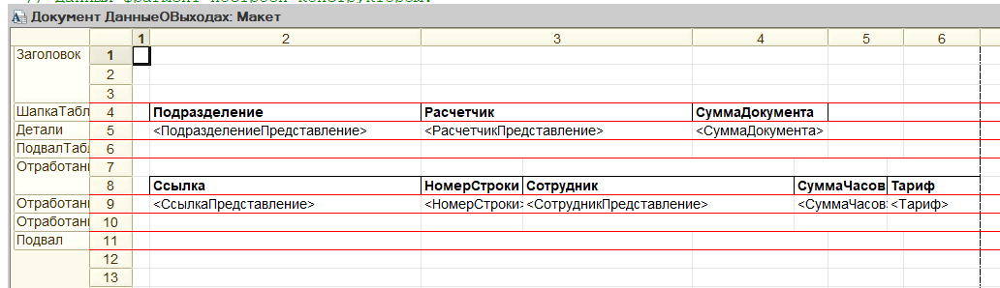 Документ ДанныеОВыходах: Макет
1 2 3 4 5 6
Заголовок 1
2
3
ШапкаТабл 4 Подразделение Расчетчик СуммаДокумента
Детали 5 <ПодразделениеПредставление> <РасчетчикПредставление> <СуммаДокумента>
ПодвалТабл 6
Отработанн 7
8 Ссылка НомерСтроки Сотрудник СуммаЧасов Тариф
Отработанн 9 <СсылкаПредставление> <НомерСтроки> <СотрудникПредставление> <СуммаЧасов> <Тариф>
Отработанн 10
Подвал 11
12
13